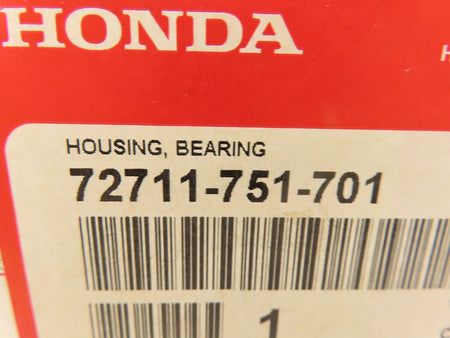 HONDA
HOUSING, BEARING
72711-751-701
1